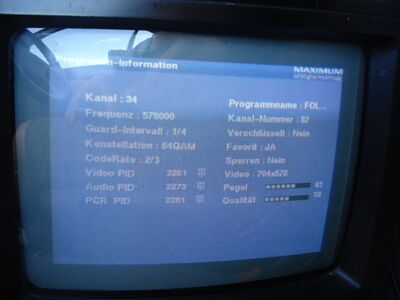 Programm-Information
MAXIMUM
Kanal : 34
Programmname : FOL...
Frequenz : 578000
Kanal-Nummer : 82
Guard-Intervall : 1/4
Verschlüsselt : Nein
Konstellation : 64QAM
Favorit : JA
CodeRate : 2/3
Sperren : Nein
Video PID 2261
Video : 704x576
Audio PID 2273
Pegel 63
PCR PID 2261
Qualität 59